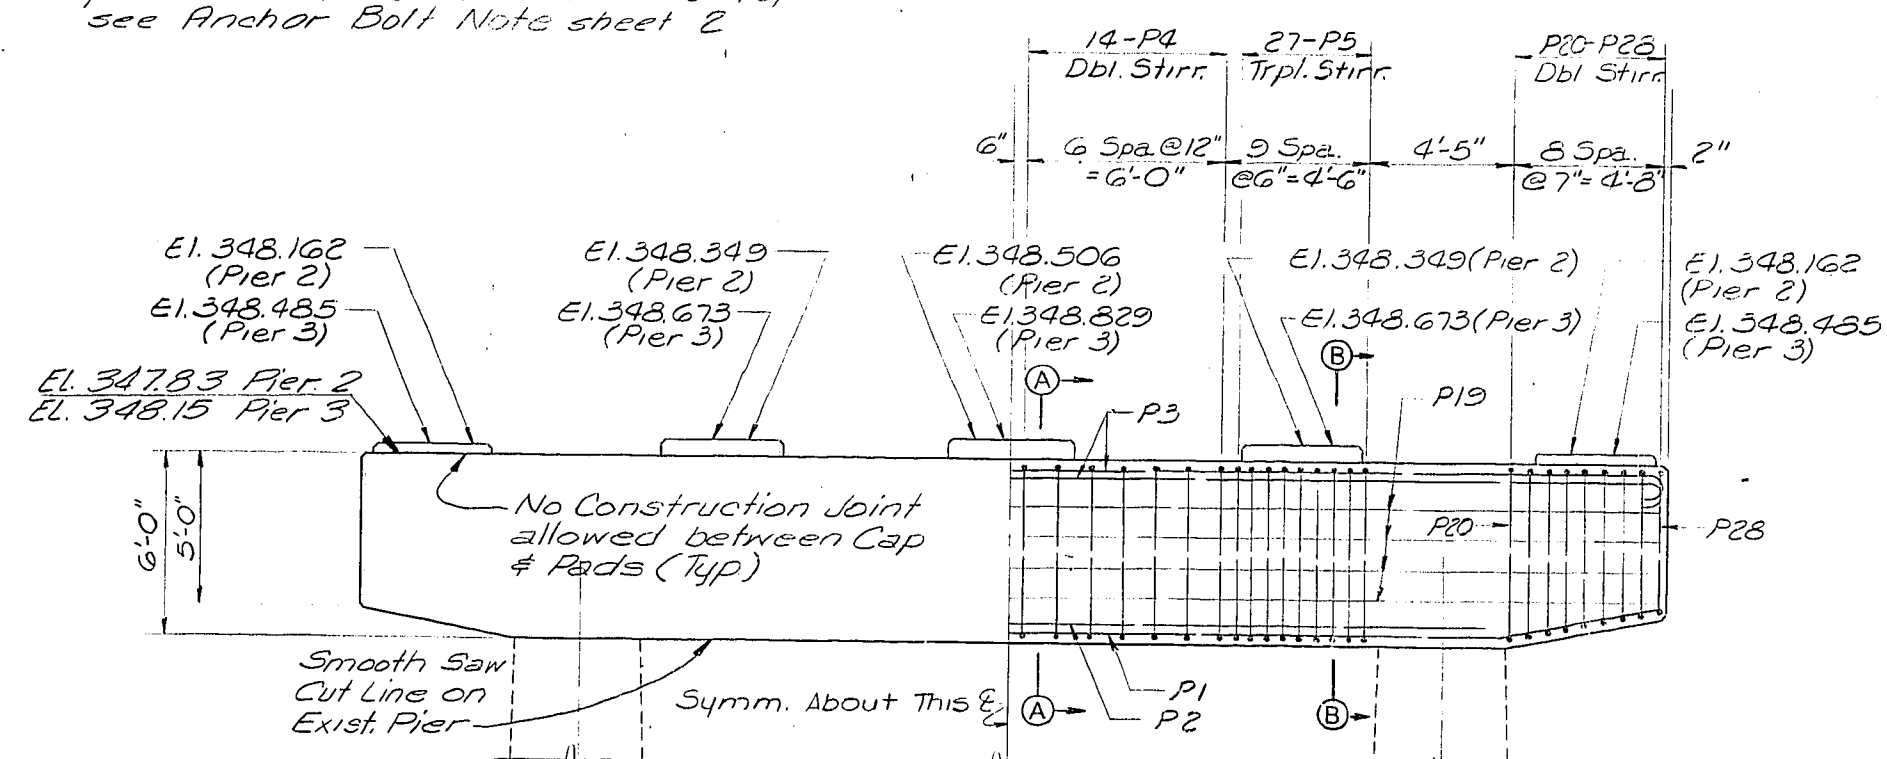 see Anchor Bolt Note sheet 2
14-P4
Dbl. Stirr.
27-P5
Trpl. Stirr.
P20-P28
Dbl Stirr.
6"
6 Spa @12"
=6'-0"
9 Spa.
@6"=4'-6"
4'-5"
8 Spa.
@7"=4'-8"
2"
El. 348.162
(Pier 2)
El. 348.485
(Pier 3)
El. 348.349
(Pier 2)
El. 348.673
(Pier 3)
El. 348.506
(Pier 2)
El. 348.829
(Pier 3)
El. 348.349 (Pier 2)
El. 348.673 (Pier 3)
El. 348.162
(Pier 2)
El. 348.485
(Pier 3)
El. 347.83 Pier 2
EL. 348.15 Pier 3
A
B
P3
P19
6'-0"
5'-0"
No Construction Joint
allowed between Cap
& Pads (Typ.)
P20
P28
Smooth Saw
Cut Line on
Exist. Pier
Symm. About This ℄
A
P1
P2
B